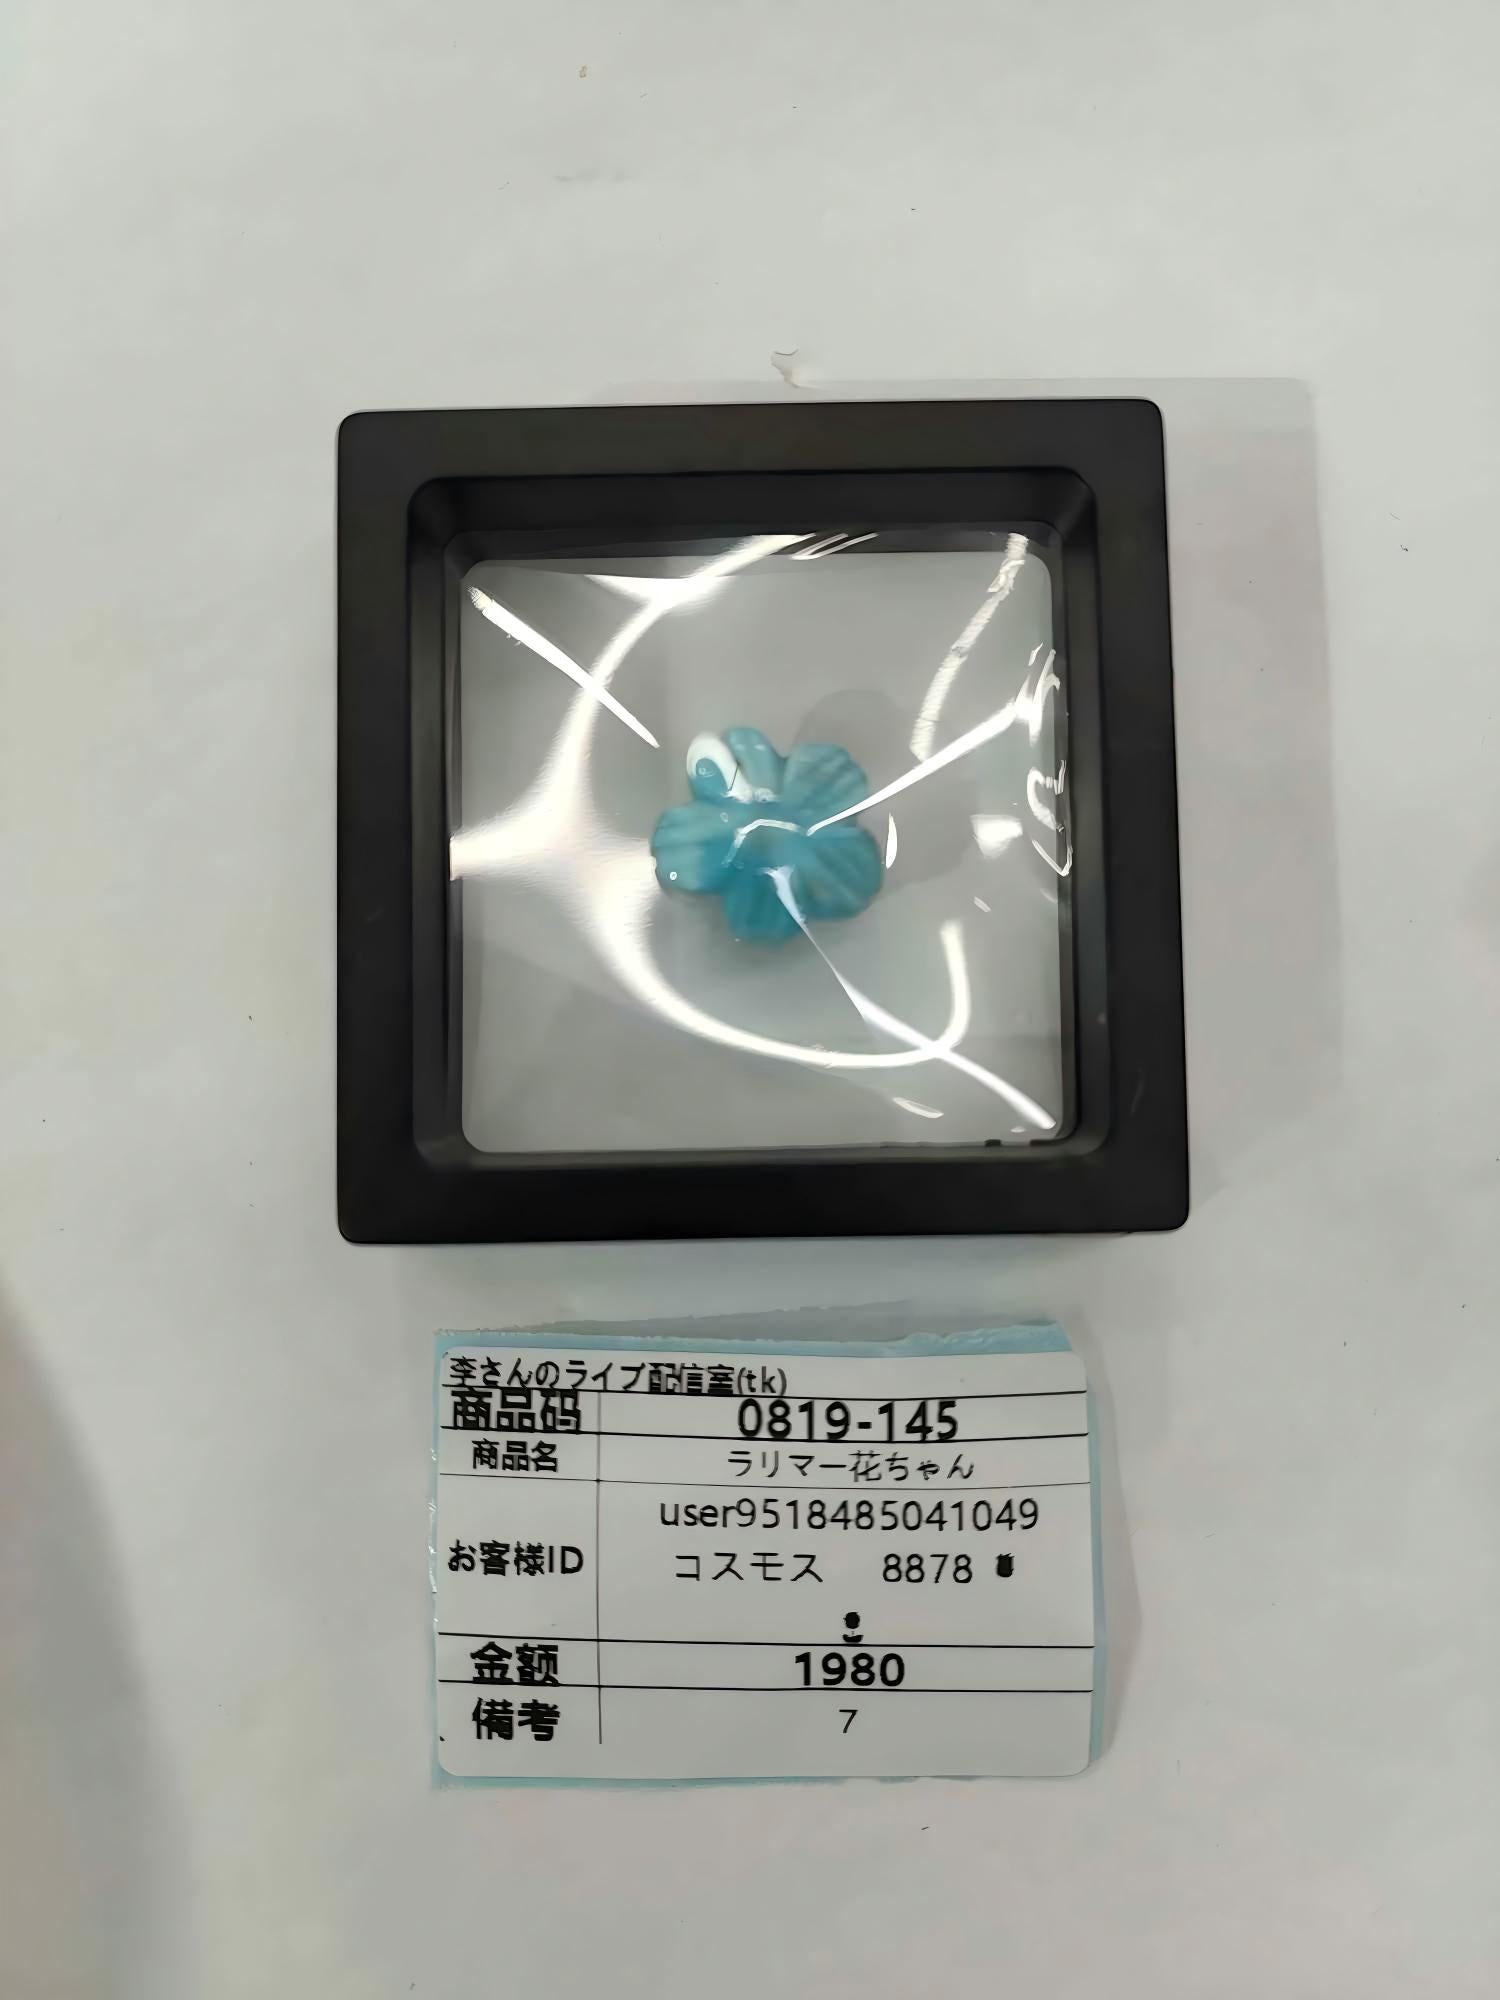 李さんのライブ配信室(tk)
商品码 0819-145
商品名 ラリマー花ちゃん
お客様ID user9518485041049
コスモス 8878
金额 1980
備考 7